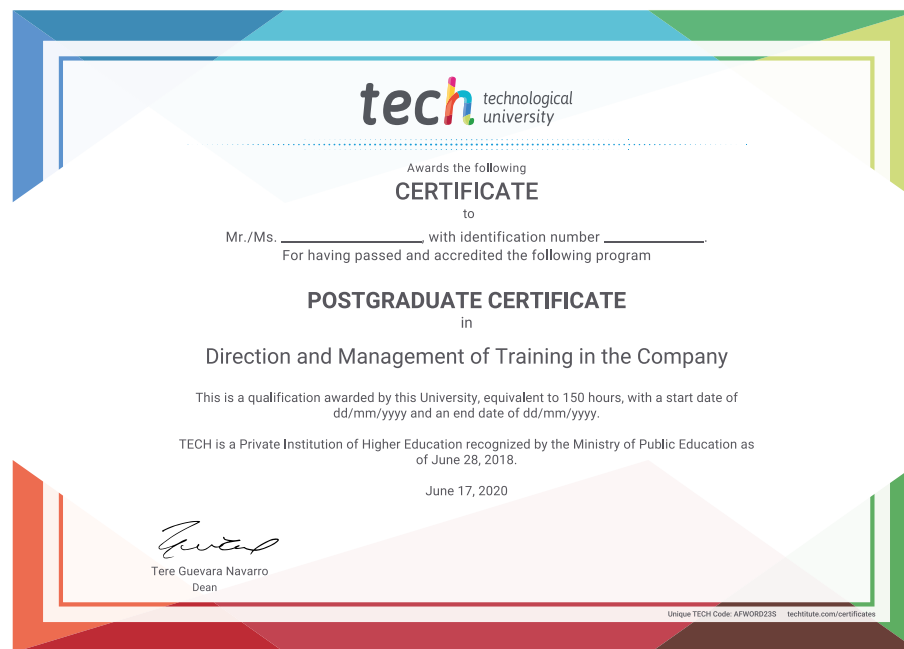 tech technological
university
Awards the following
CERTIFICATE
to
Mr./Ms. ____________, with identification number ____________.
For having passed and accredited the following program
POSTGRADUATE CERTIFICATE
in
Direction and Management of Training in the Company
This is a qualification awarded by this University, equivalent to 150 hours, with a start date of
dd/mm/yyyy and an end date of dd/mm/yyyy.
TECH is a Private Institution of Higher Education recognized by the Ministry of Public Education as
of June 28, 2018.
June 17, 2020
Tere Guevara Navarro
Dean
Unique TECH Code: AFWORD23S techtitute.com/certificates